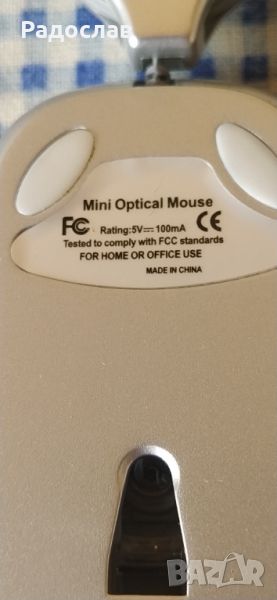 Радослав
Mini Optical Mouse
FC Rating:5V⎓100mA CE
Tested to comply with FCC standards
FOR HOME OR OFFICE USE
MADE IN CHINA
BAZAR